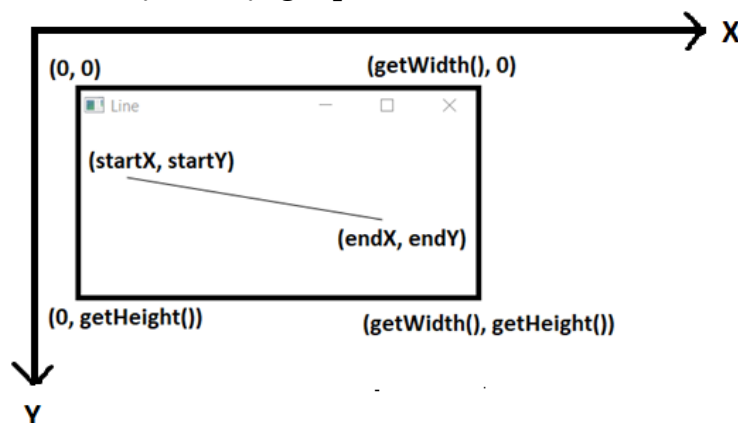 X
(0, 0) (getWidth(), 0)
Line
(startX, startY)
(endX, endY)
(0, getHeight())
(getWidth(), getHeight())
Y